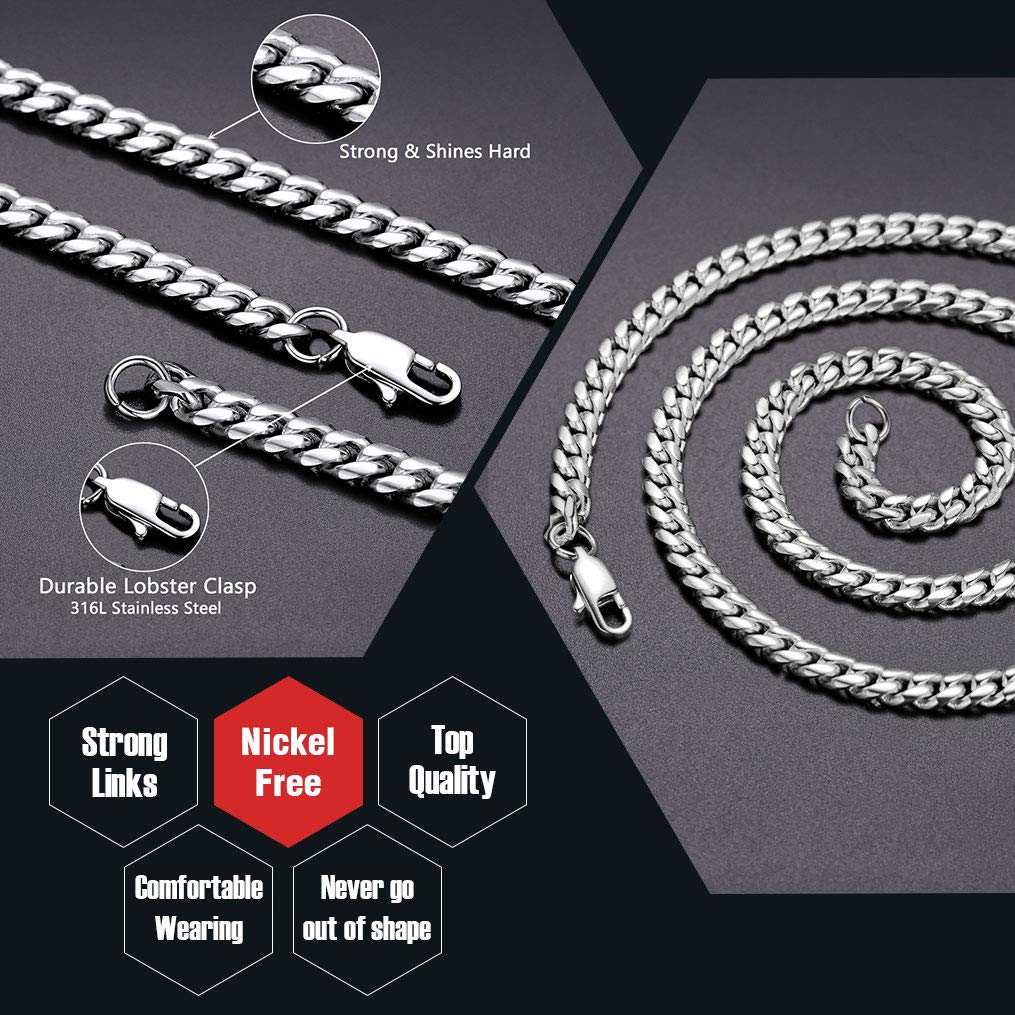 Strong & Shines Hard
Durable Lobster Clasp
316L Stainless Steel
Strong
Links
Nickel
Free
Top
Quality
Comfortable
Wearing
Never go
out of shape